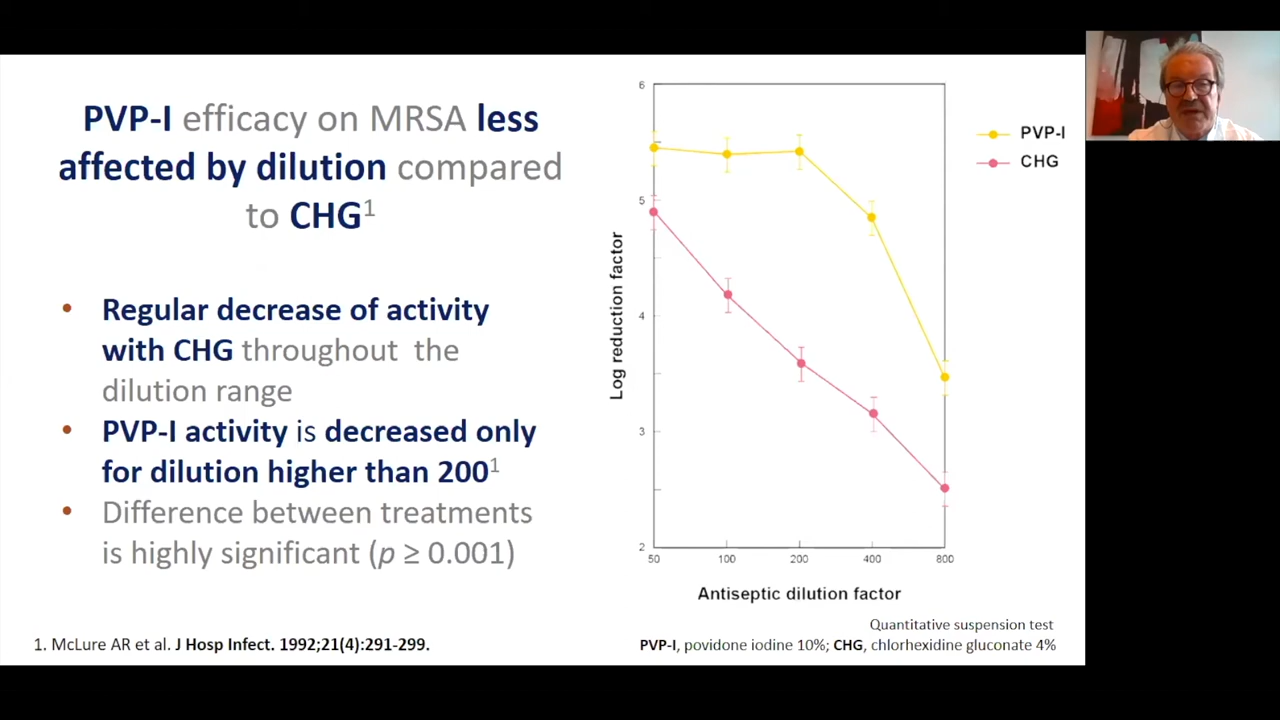 PVP-I efficacy on MRSA less
affected by dilution compared
to CHG1
• Regular decrease of activity
with CHG throughout the
dilution range
• PVP-I activity is decreased only
for dilution higher than 2001
• Difference between treatments
is highly significant (p ≥ 0.001)
1. McLure AR et al. J Hosp Infect. 1992;21(4):291-299.
Log reduction factor
6
5
4
3
2
50 100 200 400 800
Antiseptic dilution factor
PVP-I
CHG
Quantitative suspension test
PVP-I, povidone iodine 10%; CHG, chlorhexidine gluconate 4%